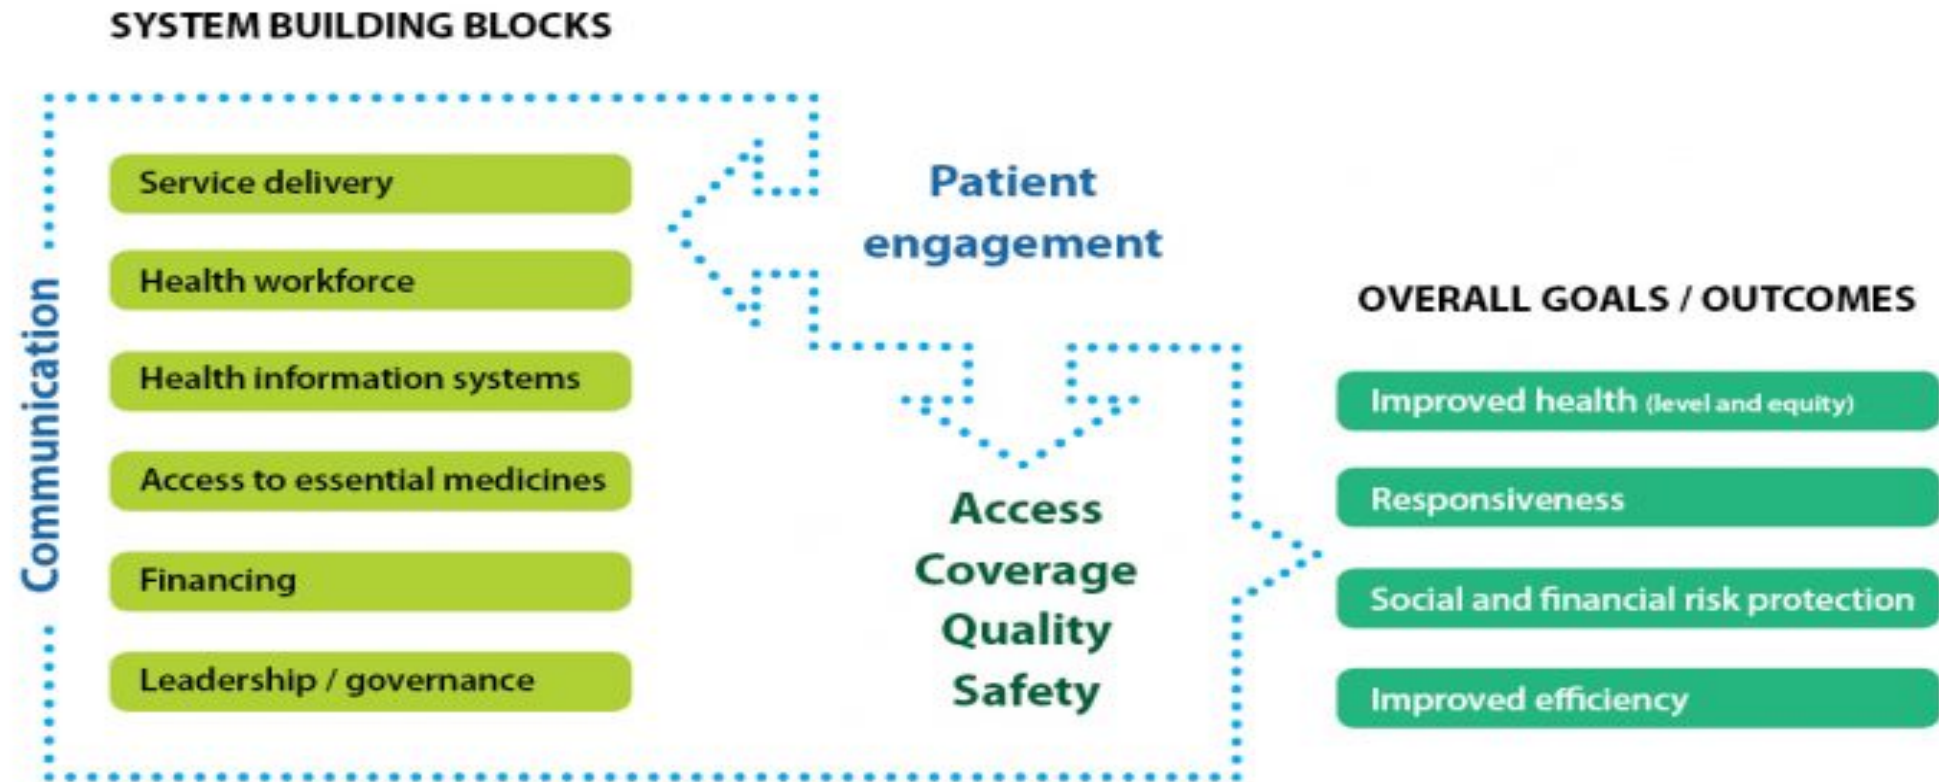 SYSTEM BUILDING BLOCKS
Communication
Service delivery
Health workforce
Health information systems
Access to essential medicines
Financing
Leadership / governance
Patient
engagement
Access
Coverage
Quality
Safety
OVERALL GOALS / OUTCOMES
Improved health (level and equity)
Responsiveness
Social and financial risk protection
Improved efficiency